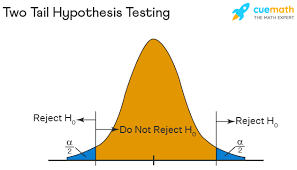 Two Tail Hypothesis Testing
cuemath
THE MATH EXPERT
Reject H₀
Do Not Reject H₀
Reject H₀
α
2
α
2